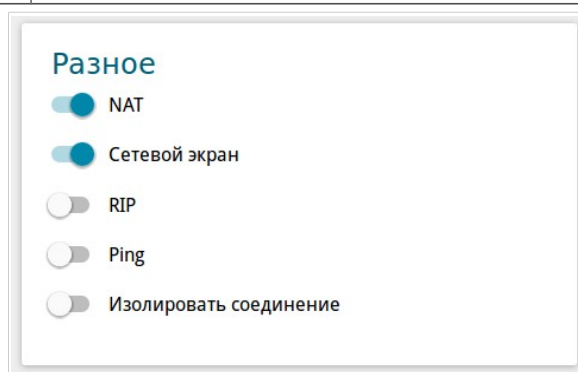 Разное
NAT
Сетевой экран
RIP
Ping
Изолировать соединение